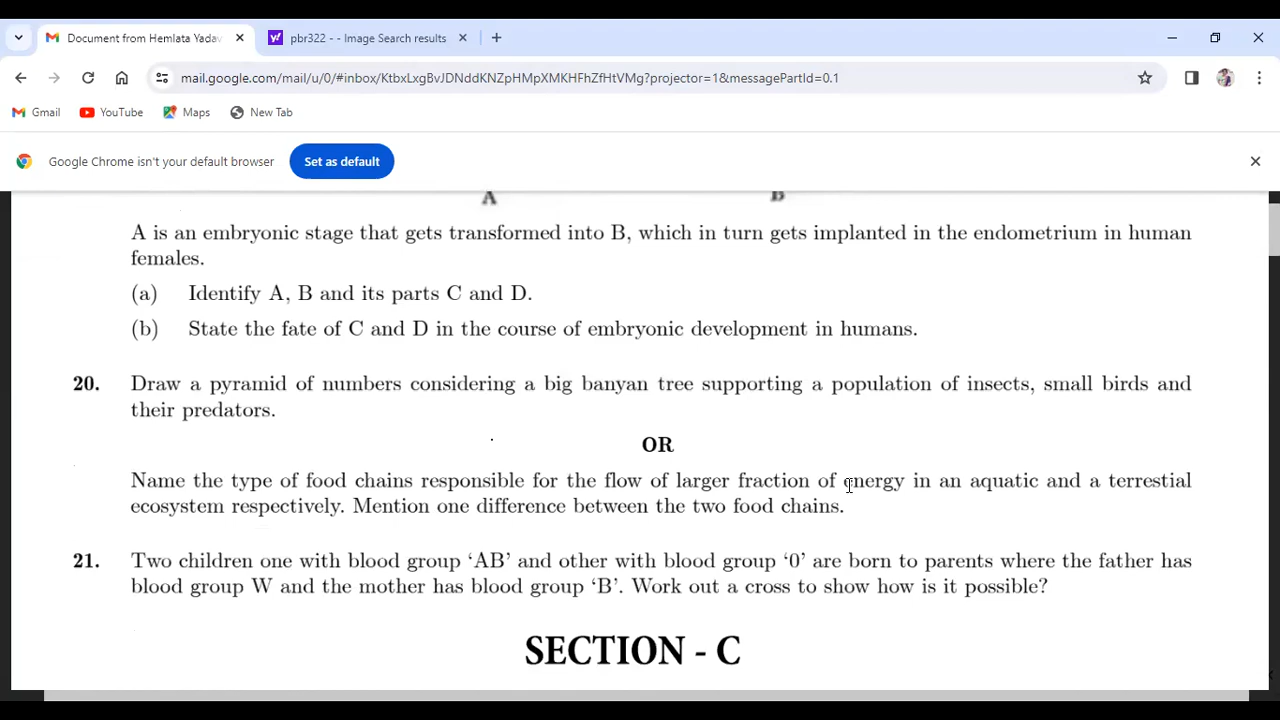 Document from Hemlata Yadav
pbr322 - - Image Search results
mail.google.com/mail/u/0/#inbox/KtbxLxgBvJDNddKNZpHMpXMKHFhZfHtVMg?projector=1&messagePartId=0.1
Gmail YouTube Maps New Tab
Google Chrome isn't your default browser Set as default
A B
A is an embryonic stage that gets transformed into B, which in turn gets implanted in the endometrium in human
females.
(a) Identify A, B and its parts C and D.
(b) State the fate of C and D in the course of embryonic development in humans.
20. Draw a pyramid of numbers considering a big banyan tree supporting a population of insects, small birds and
their predators.
OR
Name the type of food chains responsible for the flow of larger fraction of energy in an aquatic and a terrestial
ecosystem respectively. Mention one difference between the two food chains.
21. Two children one with blood group ‘AB’ and other with blood group ‘0’ are born to parents where the father has
blood group W and the mother has blood group ‘B’. Work out a cross to show how is it possible?
SECTION - C